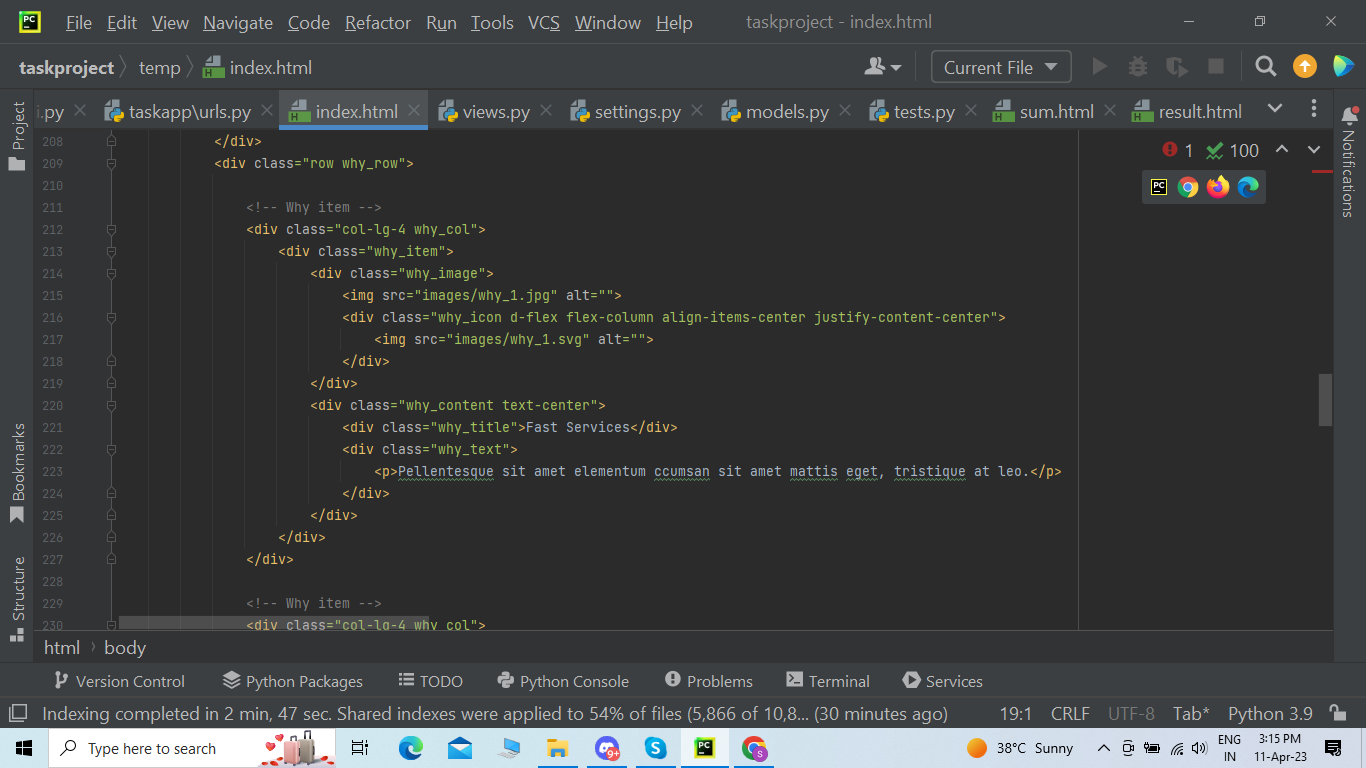 PC File Edit View Navigate Code Refactor Run Tools VCS Window Help taskproject - index.html
taskproject temp index.html Current File
i.py taskapp\urls.py index.html views.py settings.py models.py tests.py sum.html result.html
Project
Bookmarks
Structure
Notifications
1 100
208 </div>
209 <div class="row why_row">
210
211 <!-- Why item -->
212 <div class="col-lg-4 why_col">
213 <div class="why_item">
214 <div class="why_image">
215 <img src="images/why_1.jpg" alt="">
216 <div class="why_icon d-flex flex-column align-items-center justify-content-center">
217 <img src="images/why_1.svg" alt="">
218 </div>
219 </div>
220 <div class="why_content text-center">
221 <div class="why_title">Fast Services</div>
222 <div class="why_text">
223 <p>Pellentesque sit amet elementum ccumsan sit amet mattis eget, tristique at leo.</p>
224 </div>
225 </div>
226 </div>
227 </div>
228
229 <!-- Why item -->
230 <div class="col-lg-4 why_col">
html body
Version Control Python Packages TODO Python Console Problems Terminal Services
Indexing completed in 2 min, 47 sec. Shared indexes were applied to 54% of files (5,866 of 10,8... (30 minutes ago) 19:1 CRLF UTF-8 Tab* Python 3.9
Type here to search 9+ S PC S 38°C Sunny ENG IN 3:15 PM 11-Apr-23